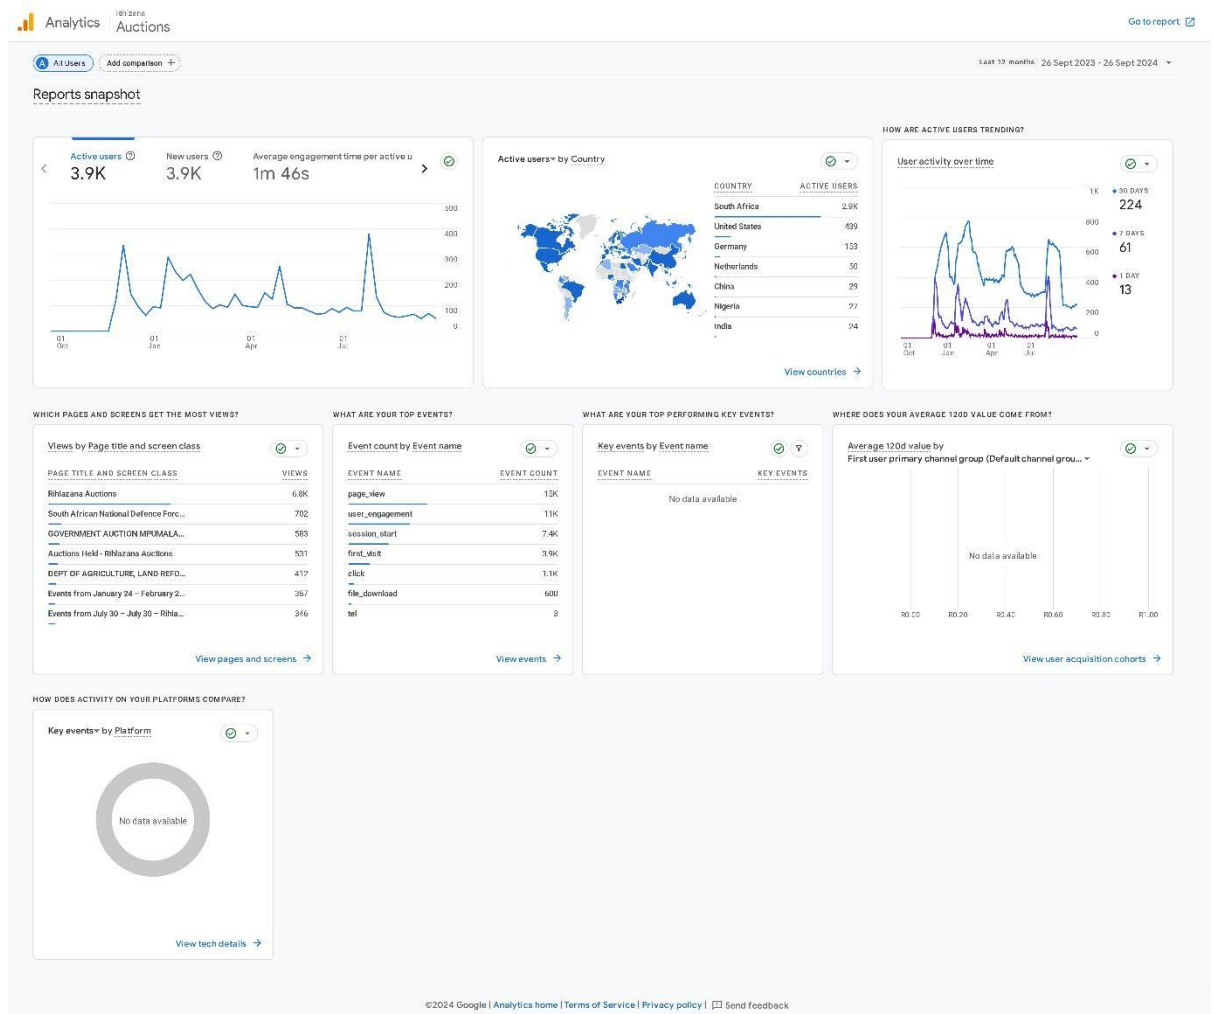 Analytics
Rihlazana
Auctions
Go to report
A All Users
Add comparison +
Last 12 months 26 Sept 2023 - 26 Sept 2024
Reports snapshot
Active users
3.9K
New users
3.9K
Average engagement time per active u
1m 46s
500
400
300
200
100
0
01 Oct
01 Jan
01 Apr
01 Jul
Active users by Country
COUNTRY ACTIVE USERS
South Africa 2.9K
United States 439
Germany 153
Netherlands 50
China 29
Nigeria 27
India 24
View countries
HOW ARE ACTIVE USERS TRENDING?
User activity over time
1K
800
600
400
200
0
01 Oct
01 Jan
01 Apr
01 Jul
30 DAYS
224
7 DAYS
61
1 DAY
13
WHICH PAGES AND SCREENS GET THE MOST VIEWS?
Views by Page title and screen class
PAGE TITLE AND SCREEN CLASS VIEWS
Rihlazana Auctions 6.8K
South African National Defence Forc... 702
GOVERNMENT AUCTION MPUMALA... 583
Auctions Held - Rihlazana Auctions 531
DEPT OF AGRICULTURE, LAND REFO... 412
Events from January 24 – February 2... 357
Events from July 30 – July 30 – Rihla... 346
View pages and screens
WHAT ARE YOUR TOP EVENTS?
Event count by Event name
EVENT NAME EVENT COUNT
page_view 15K
user_engagement 11K
session_start 7.4K
first_visit 3.9K
click 1.1K
file_download 600
tel 3
View events
WHAT ARE YOUR TOP PERFORMING KEY EVENTS?
Key events by Event name
EVENT NAME KEY EVENTS
No data available
WHERE DOES YOUR AVERAGE 120D VALUE COME FROM?
Average 120d value by
First user primary channel group (Default channel grou...
No data available
R0.00 R0.20 R0.40 R0.60 R0.80 R1.00
View user acquisition cohorts
HOW DOES ACTIVITY ON YOUR PLATFORMS COMPARE?
Key events by Platform
No data available
View tech details
©2024 Google | Analytics home | Terms of Service | Privacy policy | Send feedback